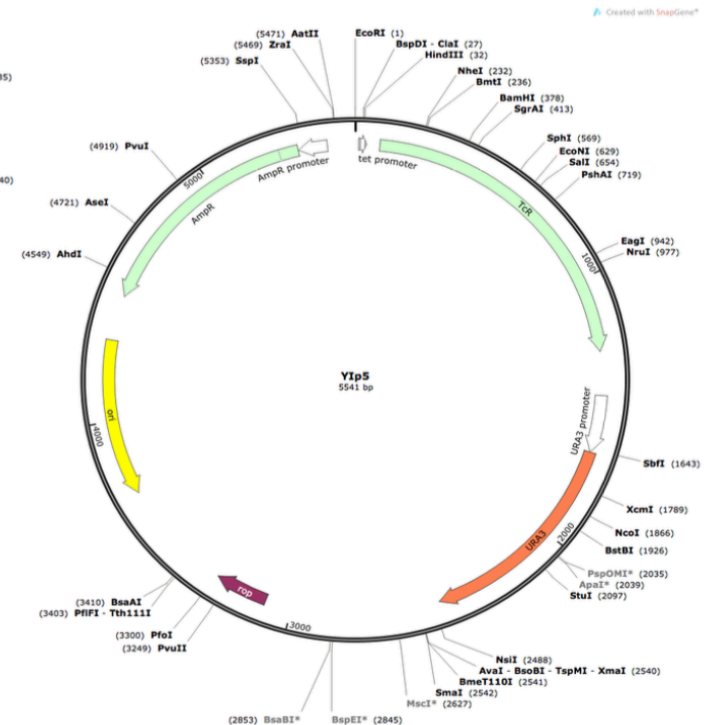 Created with SnapGene®
(5471) AatII
(5469) ZraI
(5353) SspI
EcoRI (1)
BspDI - ClaI (27)
HindIII (32)
NheI (232)
BmtI (236)
BamHI (378)
SgrAI (413)
SphI (569)
EcoNI (629)
SalI (654)
PshAI (719)
EagI (942)
NruI (977)
35)
40)
(4919) PvuI
(4721) AseI
(4549) AhdI
5000
AmpR promoter
tet promoter
AmpR
TcR
1000
YIp5
5541 bp
URA3 promoter
ori
4000
SbfI (1643)
XcmI (1789)
NcoI (1866)
BstBI (1926)
PspOMI* (2035)
ApaI* (2039)
StuI (2097)
URA3
2000
rop
3000
(3410) BsaAI
(3403) PflFI - Tth111I
(3300) PfoI
(3249) PvuII
NsiI (2488)
AvaI - BsoBI - TspMI - XmaI (2540)
BmeT110I (2541)
SmaI (2542)
MscI* (2627)
(2853) BsaBI*
BspEI* (2845)